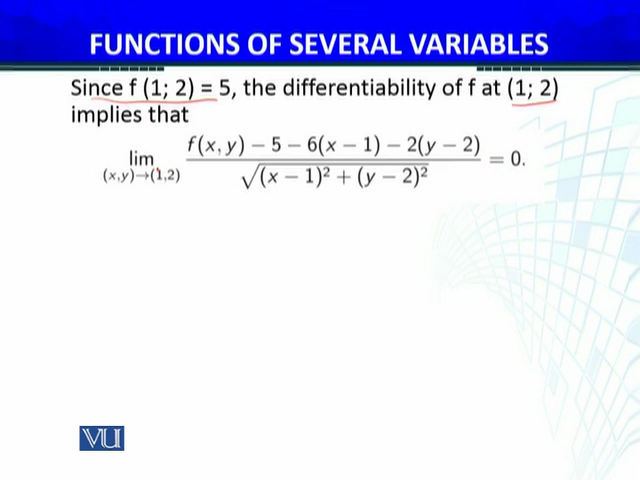 FUNCTIONS OF SEVERAL VARIABLES
Since f (1; 2) = 5, the differentiability of f at (1; 2)
implies that
lim (x,y)→(1,2) f(x, y) − 5 − 6(x − 1) − 2(y − 2) / √(x − 1)² + (y − 2)² = 0.
VU